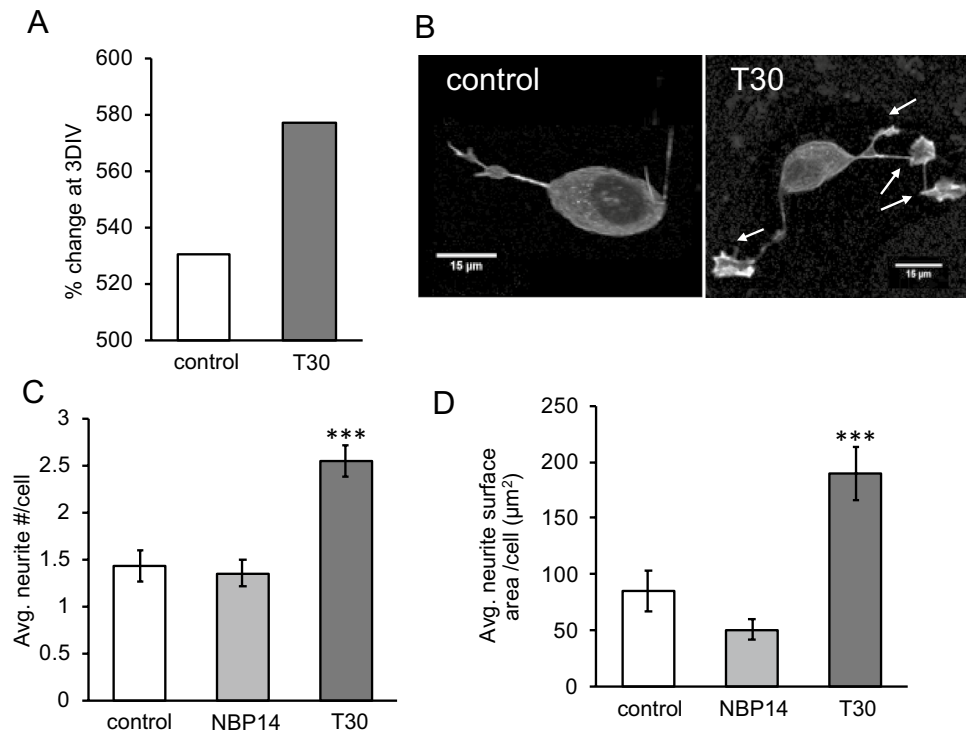 A
600
580
560
540
520
500
% change at 3DIV
control T30
B
control
15 µm
T30
15 µm
C
3
2.5
2
1.5
1
0.5
0
Avg. neurite #/cell
***
control NBP14 T30
D
250
200
150
100
50
0
Avg. neurite surface
area /cell (µm²)
***
control NBP14 T30